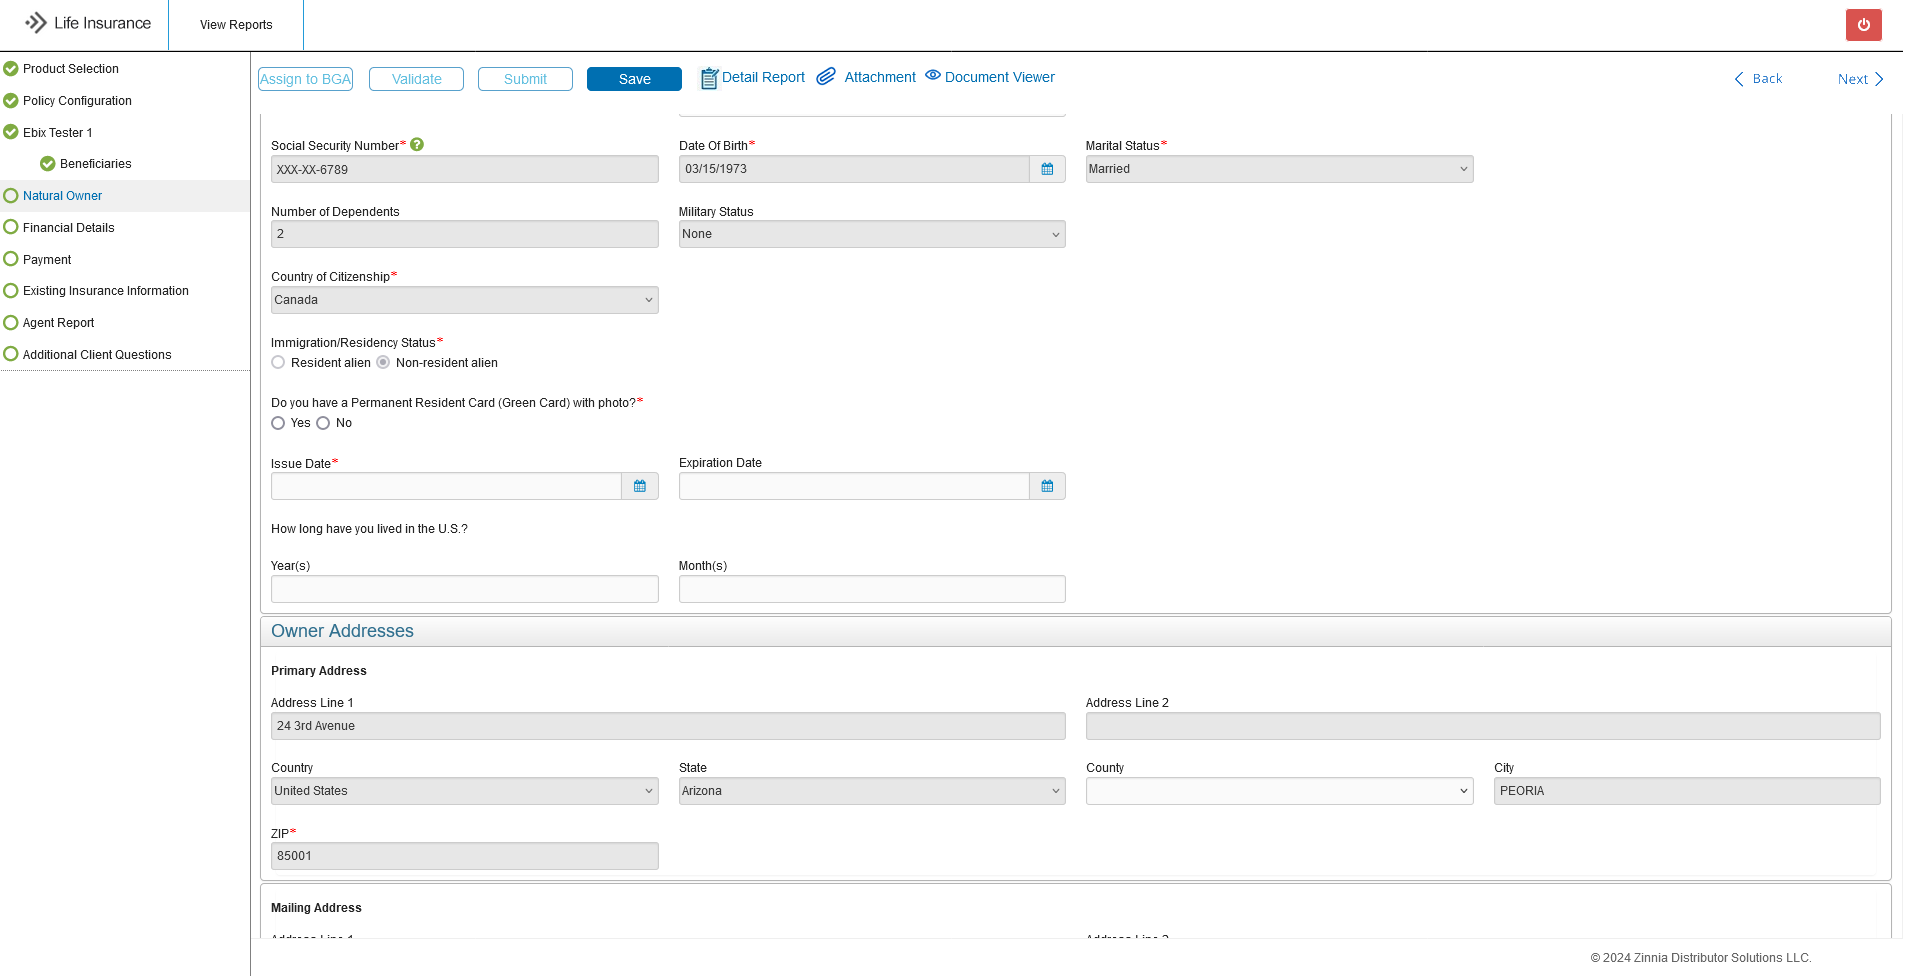 Life Insurance
View Reports
Product Selection
Policy Configuration
Ebix Tester 1
Beneficiaries
Natural Owner
Financial Details
Payment
Existing Insurance Information
Agent Report
Additional Client Questions
Assign to BGA Validate Submit Save Detail Report Attachment Document Viewer Back Next
Social Security Number* ? Date Of Birth* Marital Status*
XXX-XX-6789 03/15/1973 Married
Number of Dependents Military Status
2 None
Country of Citizenship*
Canada
Immigration/Residency Status*
Resident alien Non-resident alien
Do you have a Permanent Resident Card (Green Card) with photo?*
Yes No
Issue Date* Expiration Date
How long have you lived in the U.S.?
Year(s) Month(s)
Owner Addresses
Primary Address
Address Line 1 Address Line 2
24 3rd Avenue
Country State County City
United States Arizona PEORIA
ZIP*
85001
Mailing Address
Address Line 1 Address Line 2
© 2024 Zinnia Distributor Solutions LLC.